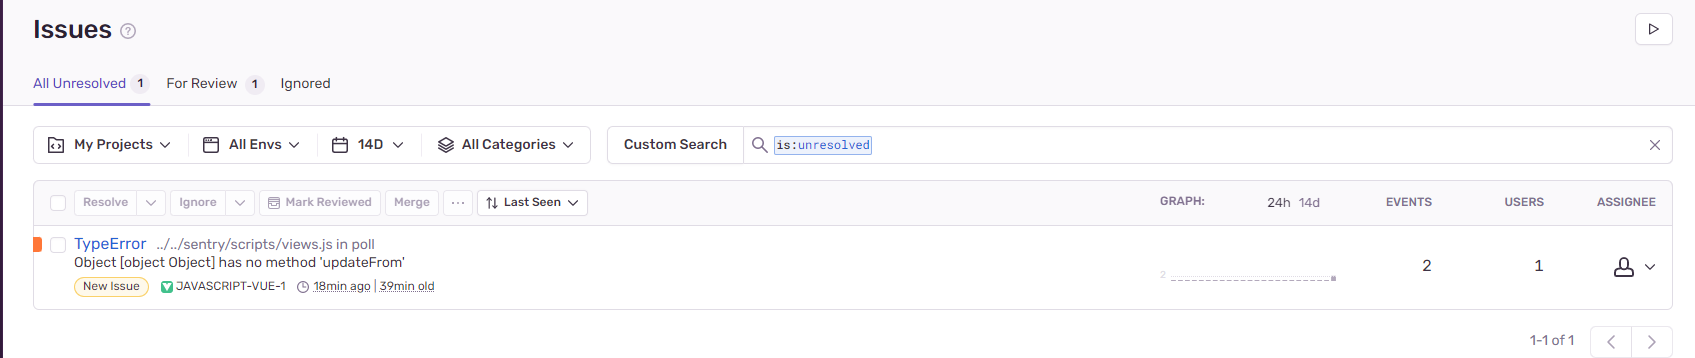 Issues ?
All Unresolved 1 For Review 1 Ignored
My Projects All Envs 14D All Categories Custom Search is:unresolved
Resolve Ignore Mark Reviewed Merge ... Last Seen GRAPH: 24h 14d EVENTS USERS ASSIGNEE
TypeError ../../sentry/scripts/views.js in poll
Object [object Object] has no method 'updateFrom'
2 2 1
New Issue JAVASCRIPT-VUE-1 18min ago | 39min old
1-1 of 1